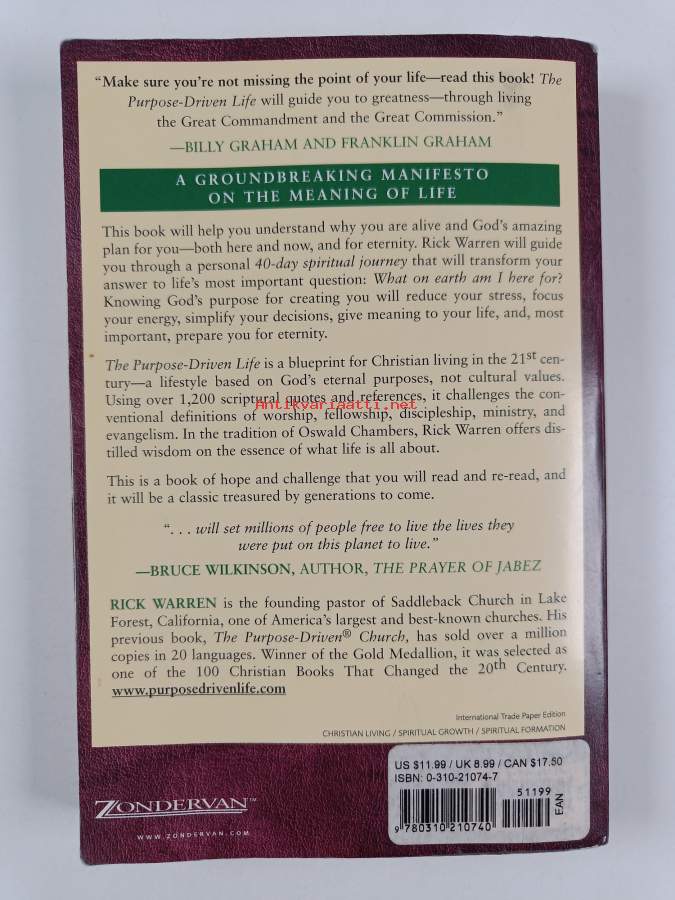 “Make sure you’re not missing the point of your life—read this book! The
Purpose-Driven Life will guide you to greatness—through living
the Great Commandment and the Great Commission.”
—BILLY GRAHAM AND FRANKLIN GRAHAM
A GROUNDBREAKING MANIFESTO
ON THE MEANING OF LIFE
This book will help you understand why you are alive and God’s amazing
plan for you—both here and now, and for eternity. Rick Warren will guide
you through a personal 40-day spiritual journey that will transform your
answer to life’s most important question: What on earth am I here for?
Knowing God’s purpose for creating you will reduce your stress, focus
your energy, simplify your decisions, give meaning to your life, and, most
important, prepare you for eternity.
The Purpose-Driven Life is a blueprint for Christian living in the 21st cen-
tury—a lifestyle based on God’s eternal purposes, not cultural values.
Using over 1,200 scriptural quotes and references, it challenges the con-
Antikvariaatti.net
ventional definitions of worship, fellowship, discipleship, ministry, and
evangelism. In the tradition of Oswald Chambers, Rick Warren offers dis-
tilled wisdom on the essence of what life is all about.
This is a book of hope and challenge that you will read and re-read, and
it will be a classic treasured by generations to come.
“. . . will set millions of people free to live the lives they
were put on this planet to live.”
—BRUCE WILKINSON, AUTHOR, THE PRAYER OF JABEZ
RICK WARREN is the founding pastor of Saddleback Church in Lake
Forest, California, one of America’s largest and best-known churches. His
previous book, The Purpose-Driven® Church, has sold over a million
copies in 20 languages. Winner of the Gold Medallion, it was selected as
one of the 100 Christian Books That Changed the 20th Century.
www.purposedrivenlife.com
International Trade Paper Edition
CHRISTIAN LIVING / SPIRITUAL GROWTH / SPIRITUAL FORMATION
US $11.99 / UK 8.99 / CAN $17.50
ISBN: 0-310-21074-7
51199
EAN
9 780310 210740
ZONDERVAN™
WWW.ZONDERVAN.COM